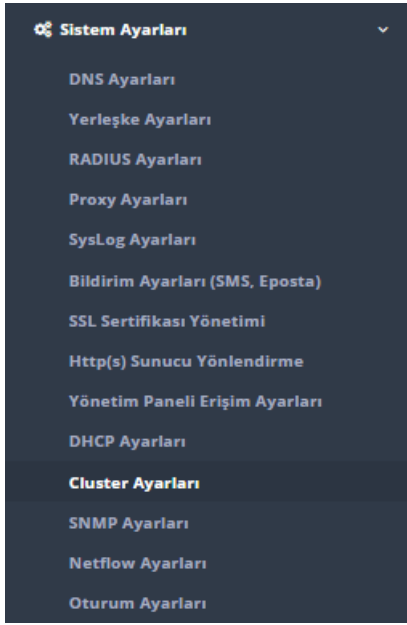 Sistem Ayarları
DNS Ayarları
Yerleşke Ayarları
RADIUS Ayarları
Proxy Ayarları
SysLog Ayarları
Bildirim Ayarları (SMS, Eposta)
SSL Sertifikası Yönetimi
Http(s) Sunucu Yönlendirme
Yönetim Paneli Erişim Ayarları
DHCP Ayarları
Cluster Ayarları
SNMP Ayarları
Netflow Ayarları
Oturum Ayarları